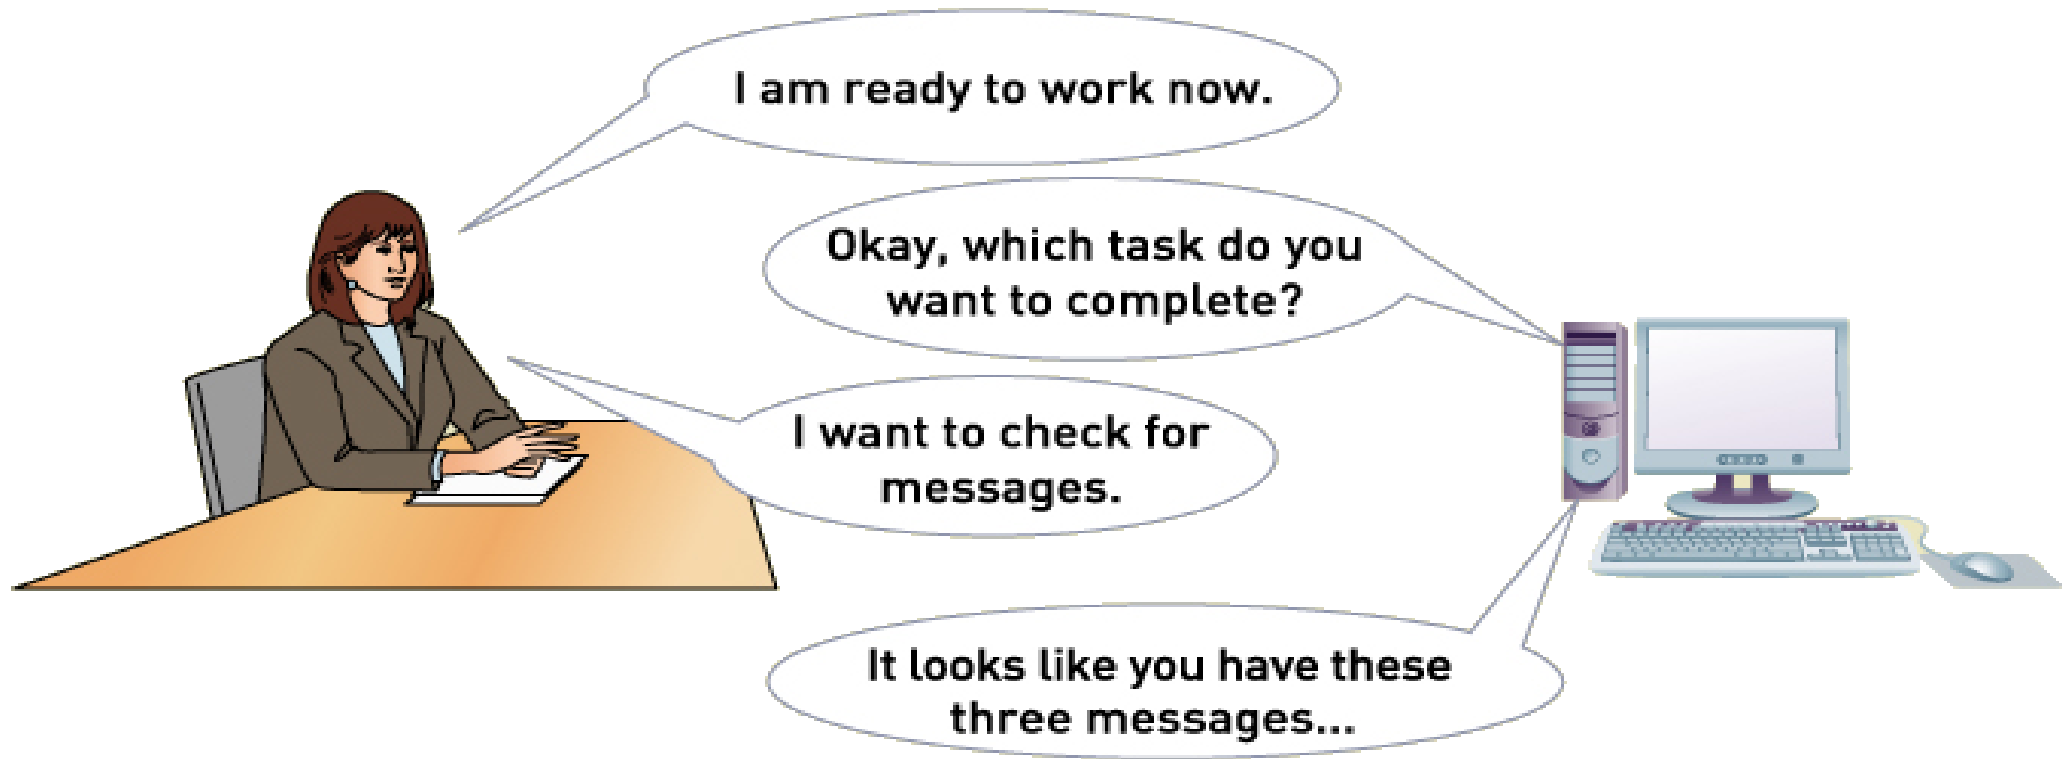 I am ready to work now.
Okay, which task do you
want to complete?
I want to check for
messages.
It looks like you have these
three messages...